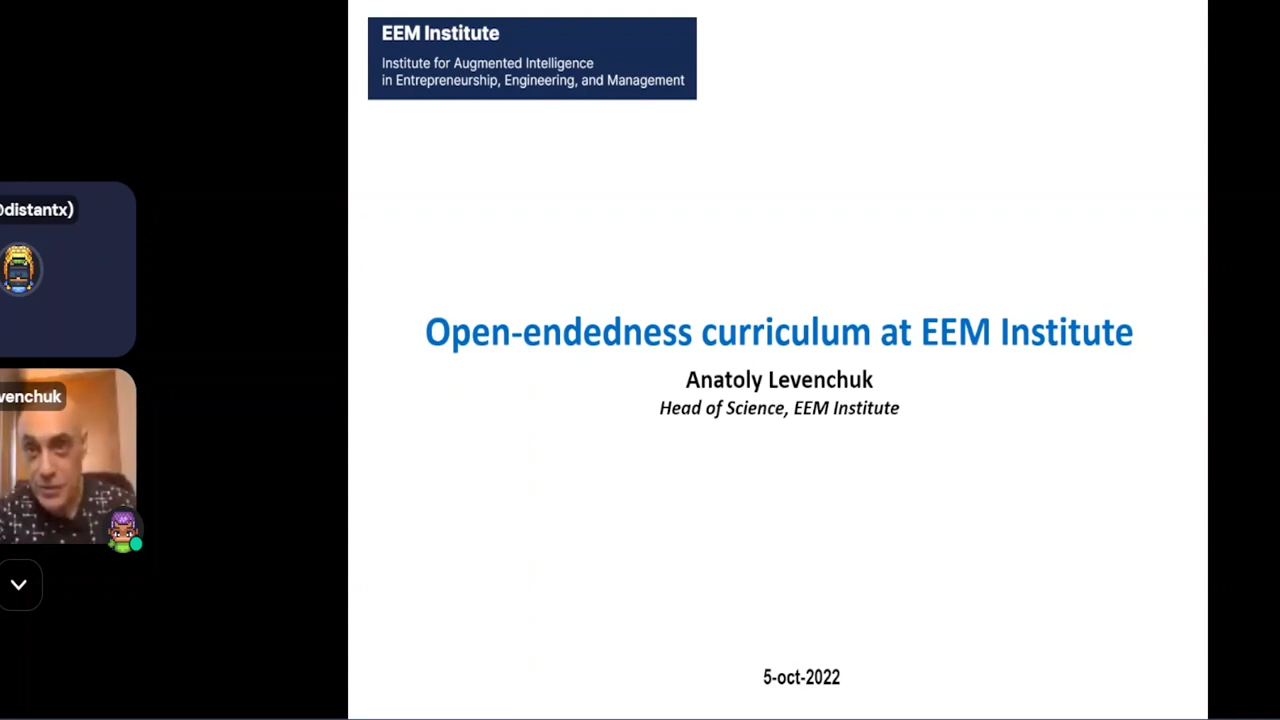 EEM Institute
Institute for Augmented Intelligence
in Entrepreneurship, Engineering, and Management
distantx)
venchuk
Open-endedness curriculum at EEM Institute
Anatoly Levenchuk
Head of Science, EEM Institute
5-oct-2022